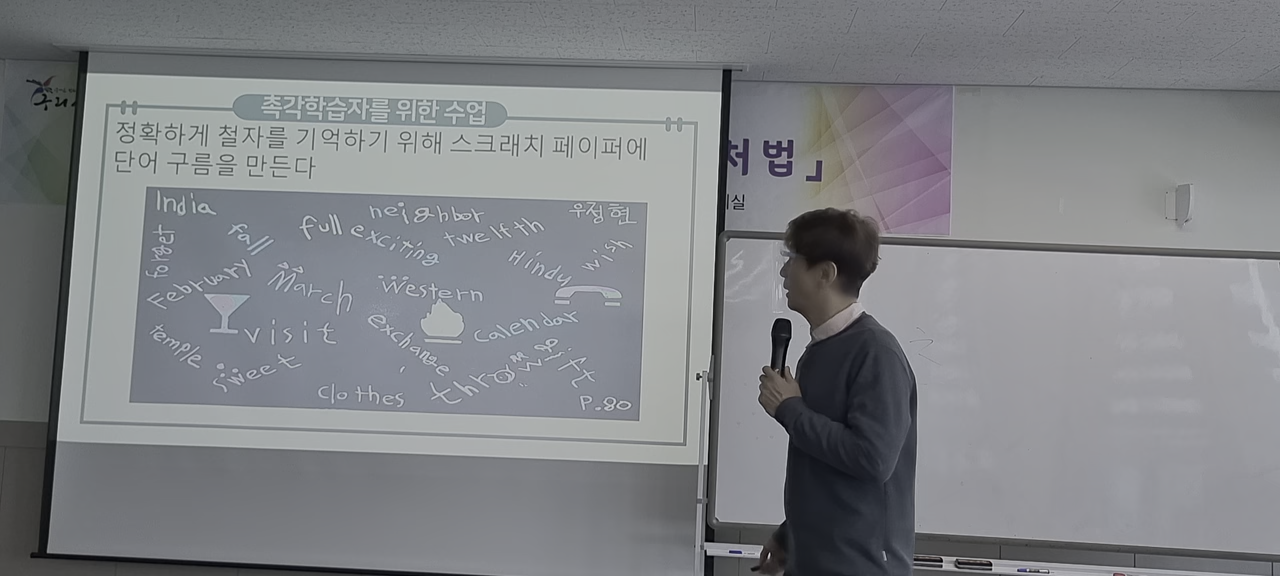 촉각학습자를 위한 수업
정확하게 철자를 기억하기 위해 스크래치 페이퍼에
단어 구름을 만든다
India
neighbor
우정현
full
exciting
twelfth
fall
forget
Hindu
wish
February
March
Western
visit
exchange
calendar
temple
sweet
throw
gift
clothes
P.80
처법」